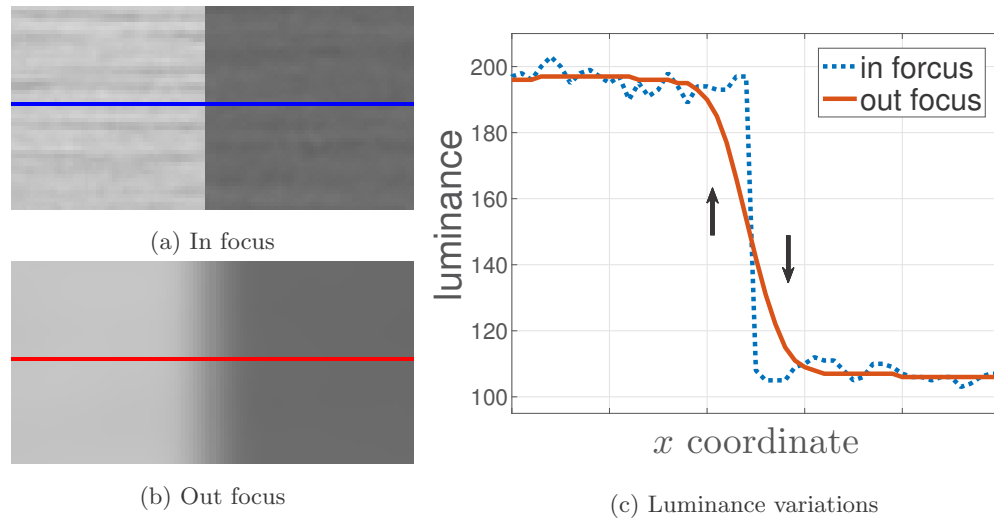 (a) In focus
(b) Out focus
200
180
160
140
120
100
luminance
in forcus
out focus
x coordinate
(c) Luminance variations